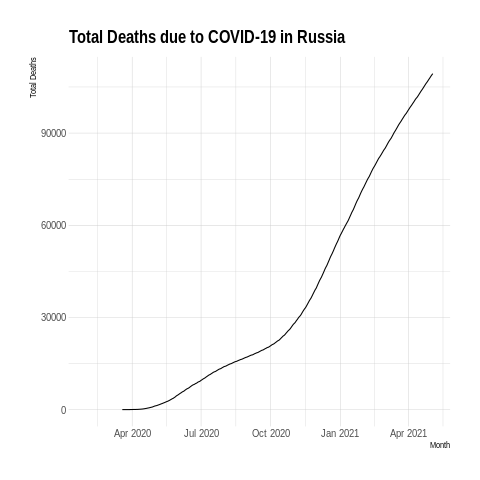 Total Deaths due to COVID-19 in Russia
Total Deaths
90000
60000
30000
0
Apr 2020 Jul 2020 Oct 2020 Jan 2021 Apr 2021
Month